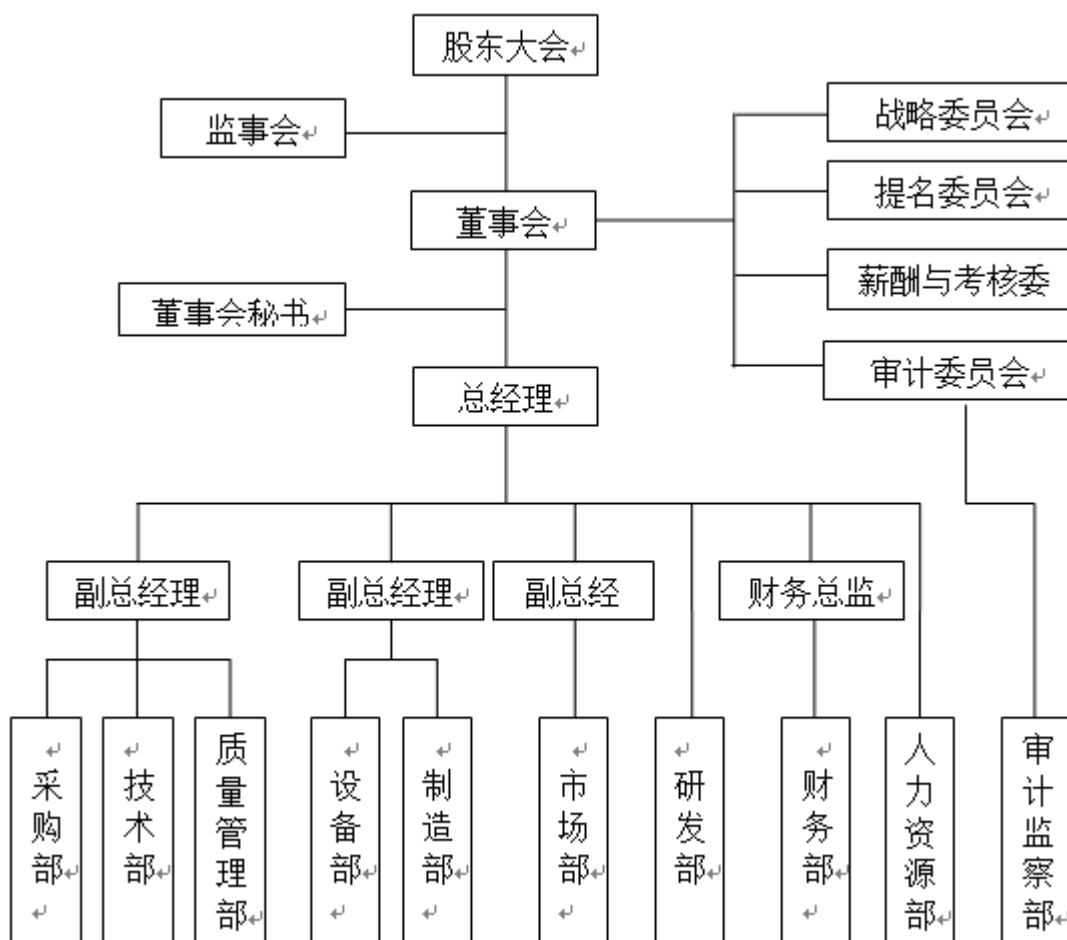 股东大会
监事会
战略委员会
提名委员会
董事会
薪酬与考核委
董事会秘书
审计委员会
总经理
副总经理
副总经理
副总经
财务总监
采购部
技术部
质量管理部
设备部
制造部
市场部
研发部
财务部
人力资源部
审计监察部